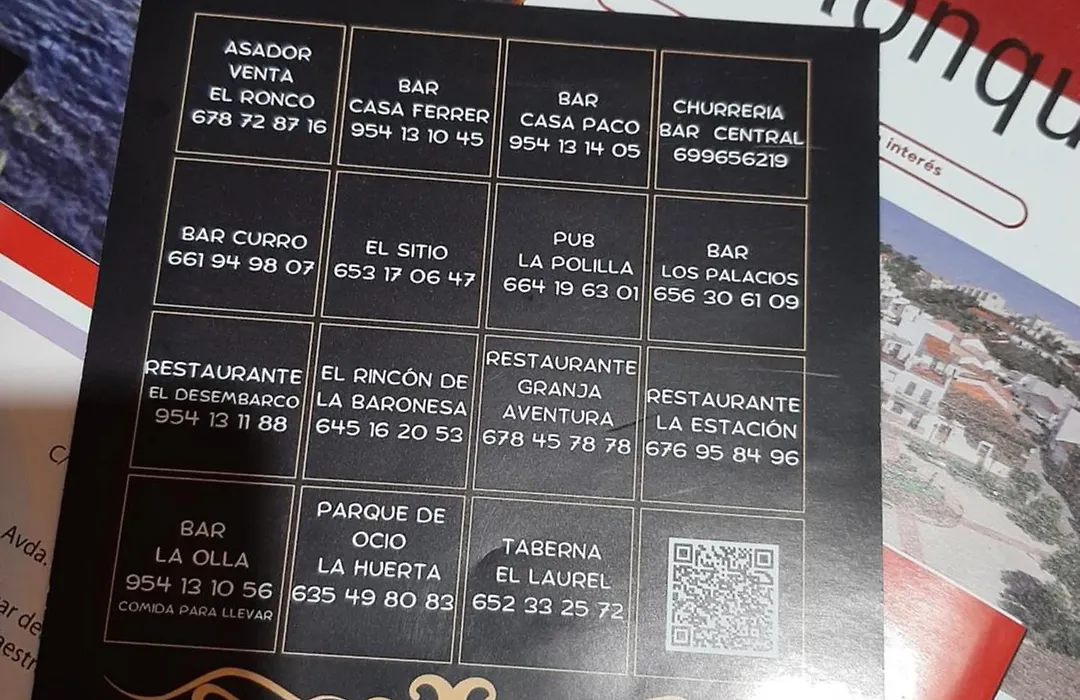 ASADOR
VENTA
EL RONCO
678 72 87 16
BAR
CASA FERRER
954 13 10 45
BAR
CASA PACO
954 13 14 05
CHURRERIA
BAR CENTRAL
699656219
BAR CURRO
661 94 98 07
EL SITIO
653 17 06 47
PUB
LA POLILLA
664 19 63 01
BAR
LOS PALACIOS
656 30 61 09
RESTAURANTE
EL DESEMBARCO
954 13 11 88
EL RINCÓN DE
LA BARONESA
645 16 20 53
RESTAURANTE
GRANJA
AVENTURA
678 45 78 78
RESTAURANTE
LA ESTACIÓN
676 95 84 96
BAR
LA OLLA
954 13 10 56
COMIDA PARA LLEVAR
PARQUE DE
OCIO
LA HUERTA
635 49 80 83
TABERNA
EL LAUREL
652 33 25 72
interés
Avda.